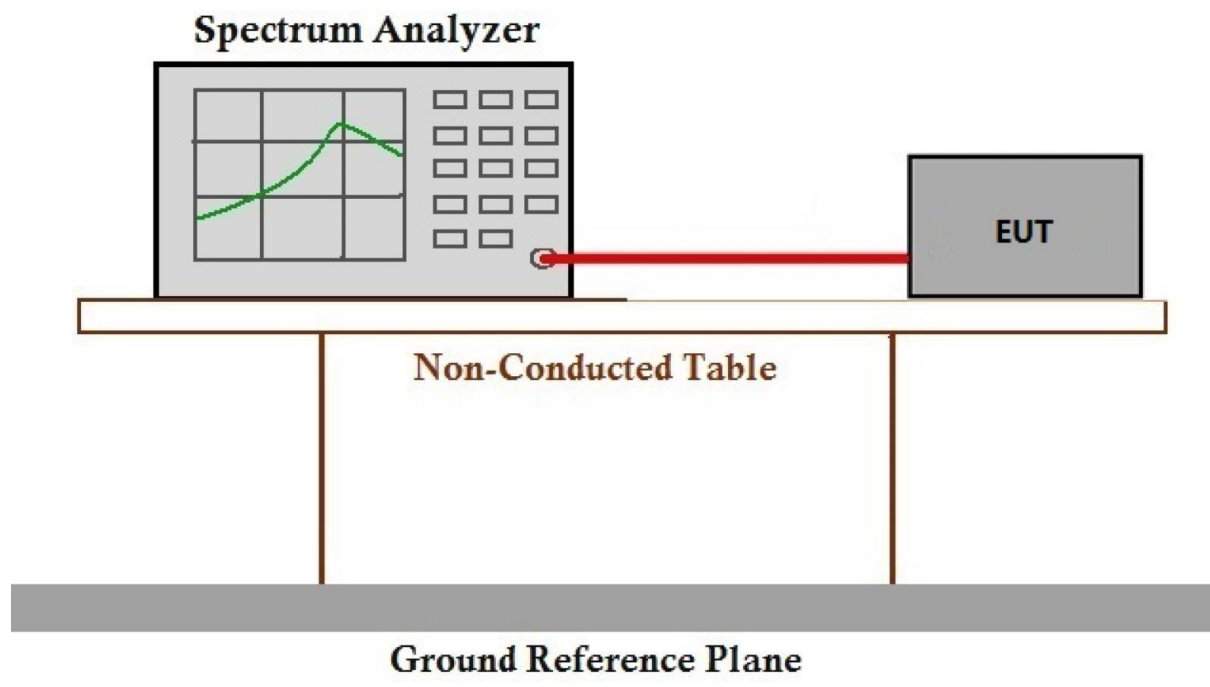 Spectrum Analyzer
EUT
Non-Conducted Table
Ground Reference Plane